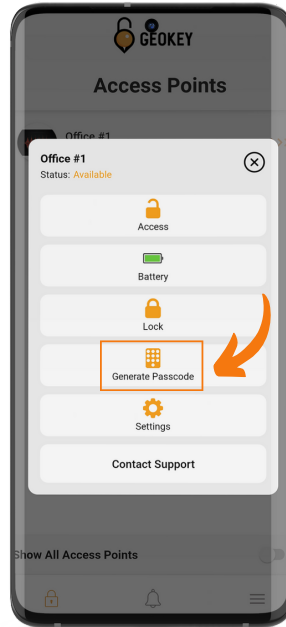 GEOKEY
Access Points
Office #1
Office #1
Status: Available
Access
Battery
Lock
Generate Passcode
Settings
Contact Support
Show All Access Points